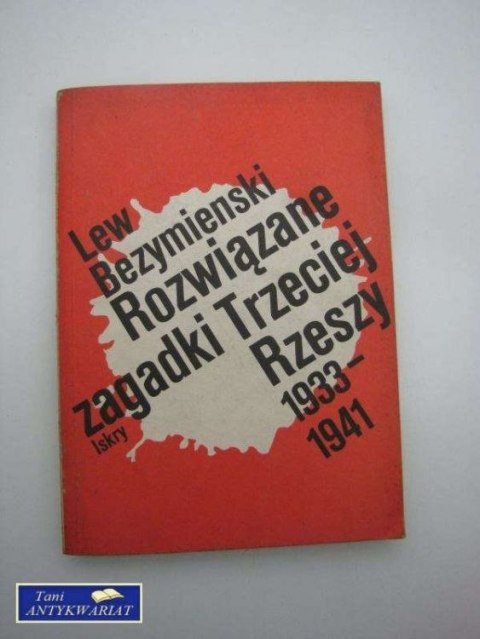 Lew
Bezymienski
Rozwiązane
zagadki Trzeciej
Rzeszy
1933–
1941
Iskry
Tani
ANTYKWARIAT